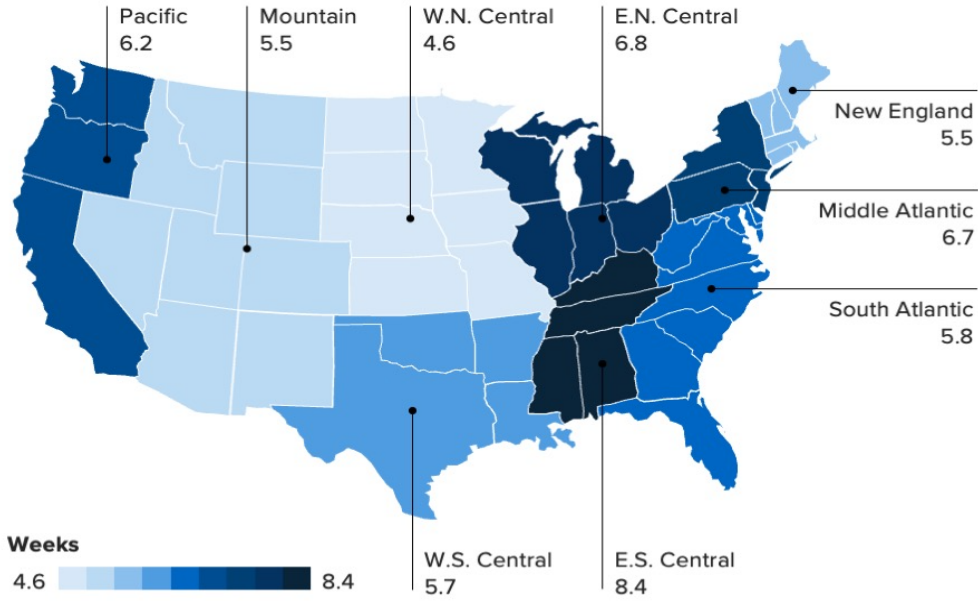 Pacific
6.2
Mountain
5.5
W.N. Central
4.6
E.N. Central
6.8
New England
5.5
Middle Atlantic
6.7
South Atlantic
5.8
W.S. Central
5.7
E.S. Central
8.4
Weeks
4.6 8.4